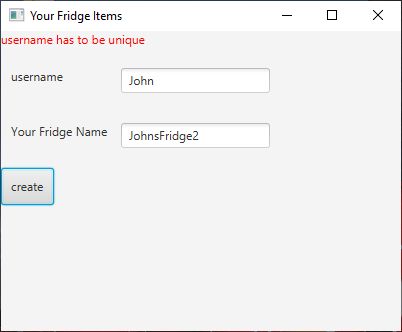 Your Fridge Items
username has to be unique
username John
Your Fridge Name JohnsFridge2
create